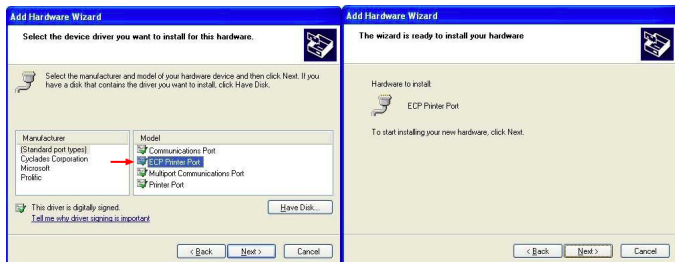 Add Hardware Wizard
Select the device driver you want to install for this hardware.
Select the manufacturer and model of your hardware device and then click Next. If you
have a disk that contains the driver you want to install, click Have Disk.
Manufacturer
(Standard port types)
Cyclades Corporation
Microsoft
Prolific
Model
Communications Port
ECP Printer Port
Multiport Communications Port
Printer Port
This driver is digitally signed.
Tell me why driver signing is important
Have Disk...
< Back
Next >
Cancel
Add Hardware Wizard
The wizard is ready to install your hardware
Hardware to install:
ECP Printer Port
To start installing your new hardware, click Next.
< Back
Next >
Cancel